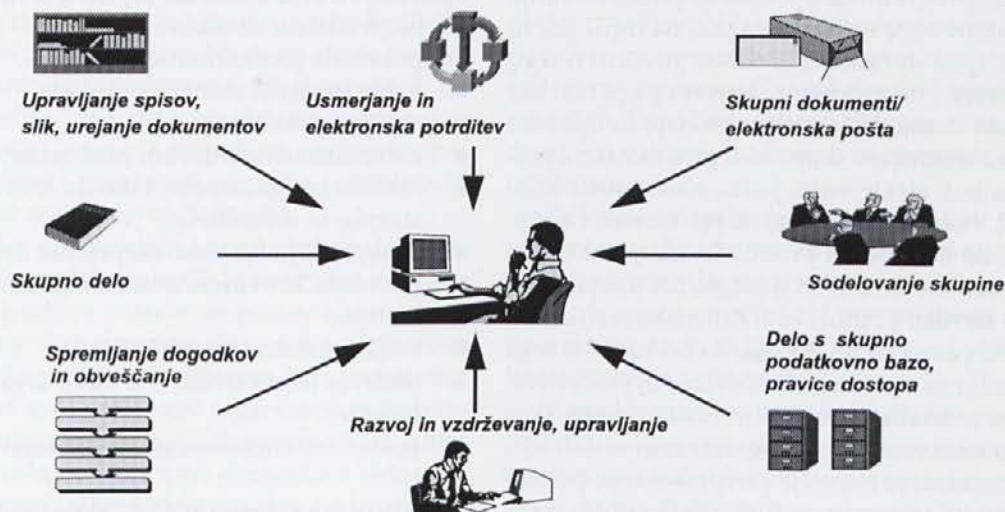 Upravljanje spisov,
slik, urejanje dokumentov
Usmerjanje in
elektronska potrditev
Skupni dokumenti/
elektronska pošta
Skupno delo
Sodelovanje skupine
Spremljanje dogodkov
in obveščanje
Razvoj in vzdrževanje, upravljanje
Delo s skupno
podatkovno bazo,
pravice dostopa